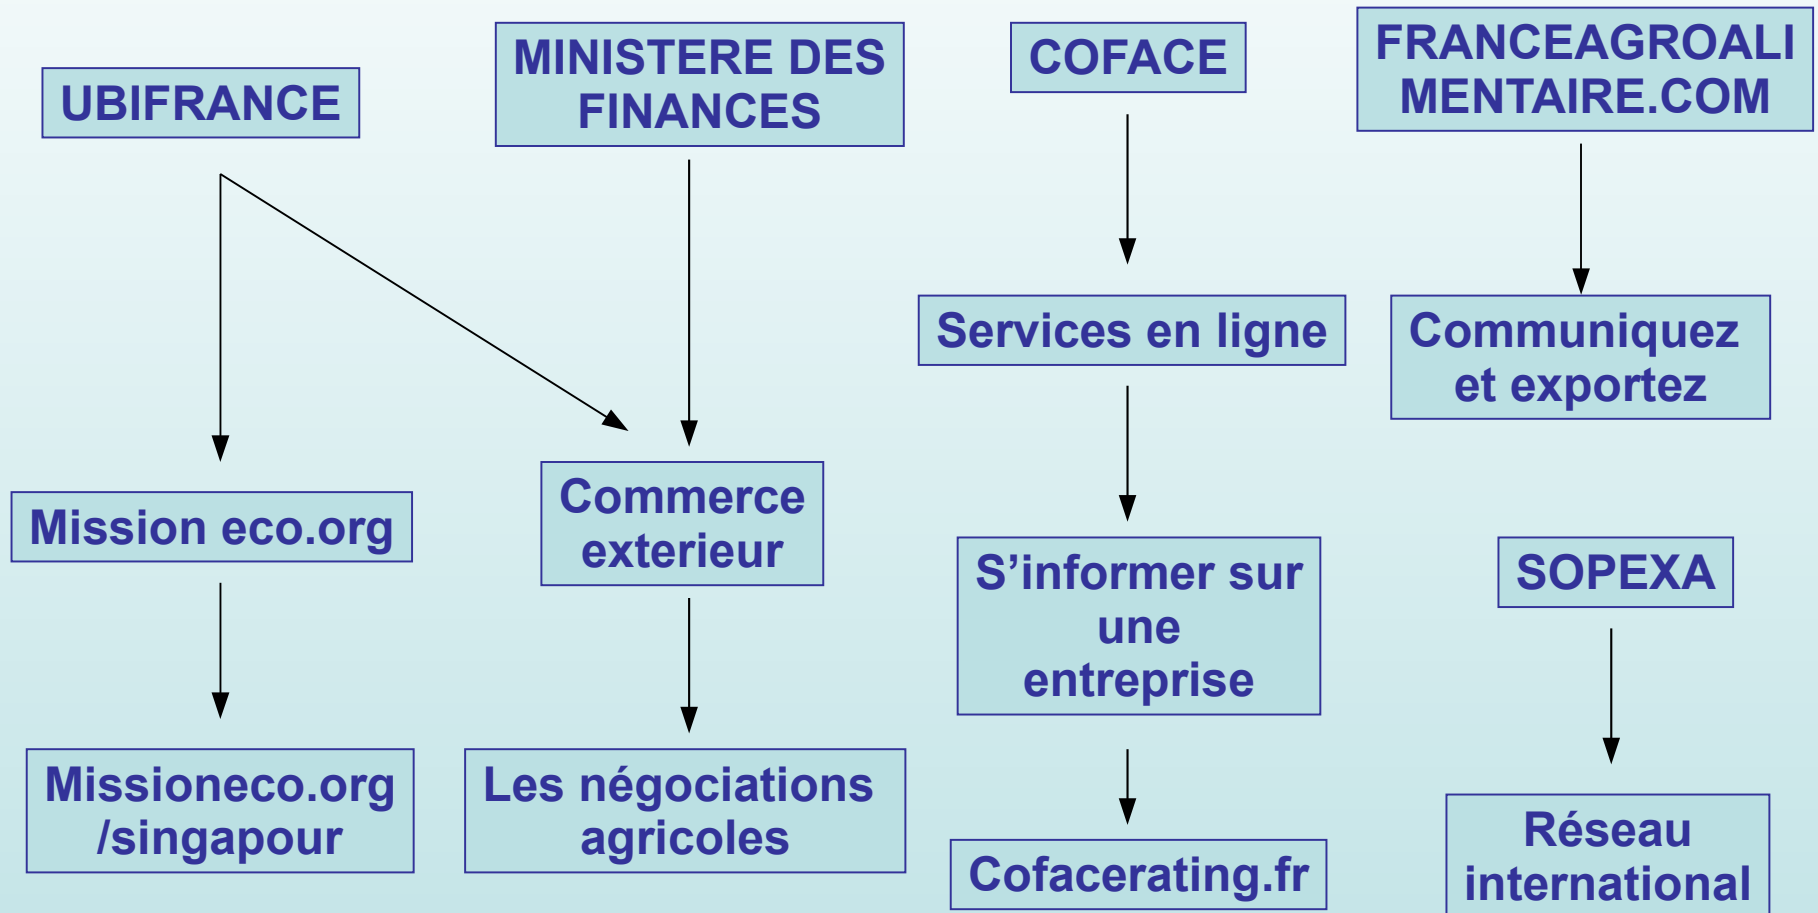 UBIFRANCE
MINISTERE DES
FINANCES
COFACE
FRANCEAGROALI
MENTAIRE.COM
Services en ligne
Communiquez
et exportez
Mission eco.org
Commerce
exterieur
S’informer sur
une
entreprise
SOPEXA
Missioneco.org
/singapour
Les négociations
agricoles
Cofacerating.fr
Réseau
international